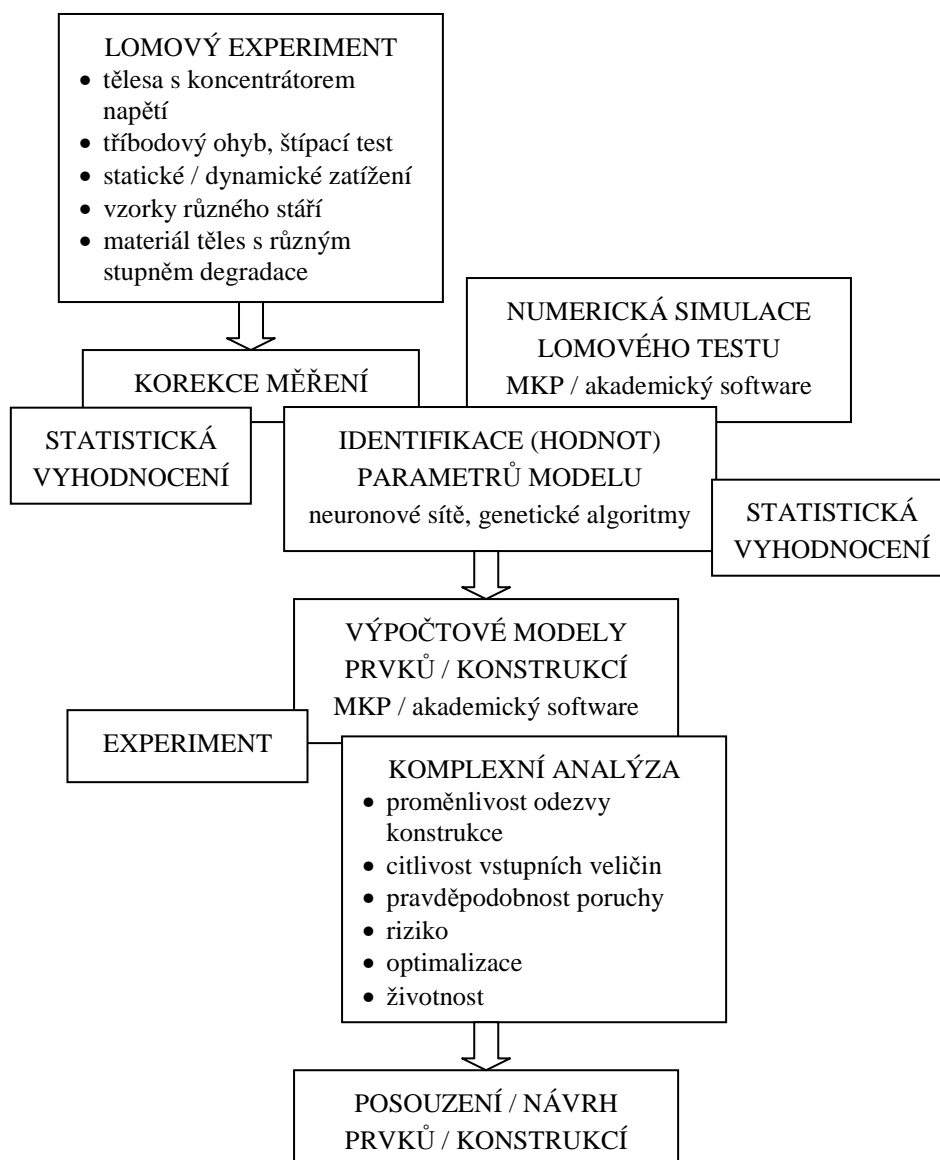 LOMOVÝ EXPERIMENT
• tělesa s koncentrátorem
napětí
• tříbodový ohyb, štípací test
• statické / dynamické zatížení
• vzorky různého stáří
• materiál těles s různým
stupněm degradace
NUMERICKÁ SIMULACE
LOMOVÉHO TESTU
MKP / akademický software
KOREKCE MĚŘENÍ
STATISTICKÁ
VYHODNOCENÍ
IDENTIFIKACE (HODNOT)
PARAMETRŮ MODELU
neuronové sítě, genetické algoritmy
STATISTICKÁ
VYHODNOCENÍ
VÝPOČTOVÉ MODELY
PRVKŮ / KONSTRUKCÍ
MKP / akademický software
EXPERIMENT
KOMPLEXNÍ ANALÝZA
• proměnlivost odezvy
konstrukce
• citlivost vstupních veličin
• pravděpodobnost poruchy
• riziko
• optimalizace
• životnost
POSOUZENÍ / NÁVRH
PRVKŮ / KONSTRUKCÍ